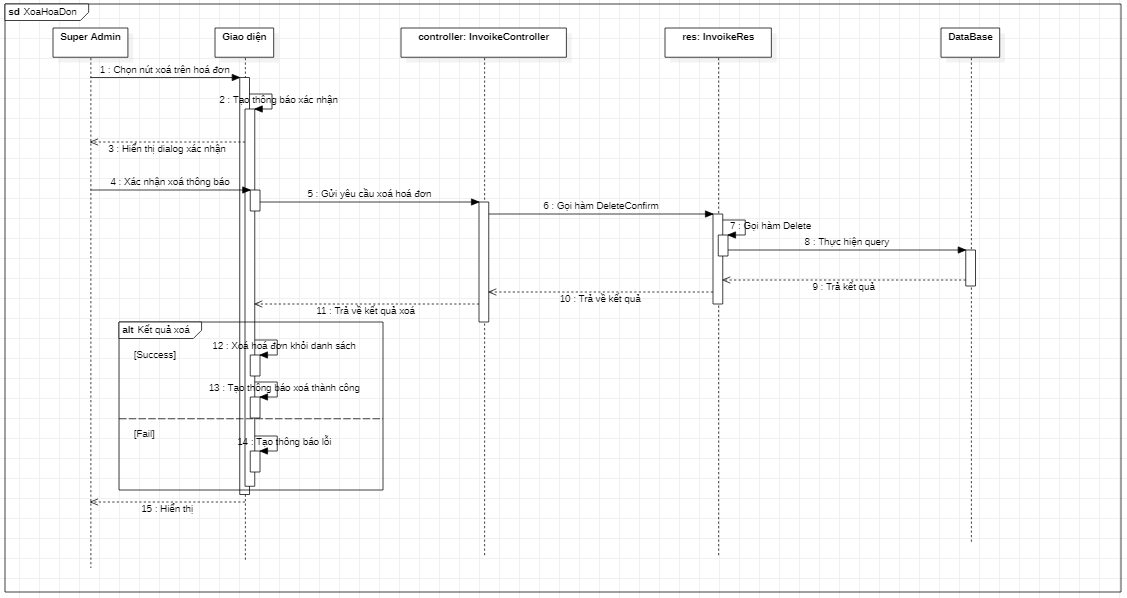 sd XoaHoaDon
Super Admin
Giao diện
controller: InvoikeController
res: InvoikeRes
DataBase
1 : Chọn nút xoá trên hoá đơn
2 : Tạo thông báo xác nhận
3 : Hiển thị dialog xác nhận
4 : Xác nhận xoá thông báo
5 : Gửi yêu cầu xoá hoá đơn
6 : Gọi hàm DeleteConfirm
7 : Gọi hàm Delete
8 : Thực hiện query
9 : Trả kết quả
10 : Trả về kết quả
11 : Trả về kết quả xoá
alt Kết quả xoá
12 : Xoá hoá đơn khỏi danh sách
[Success]
13 : Tạo thông báo xoá thành công
[Fail]
14 : Tạo thông báo lỗi
15 : Hiển thị